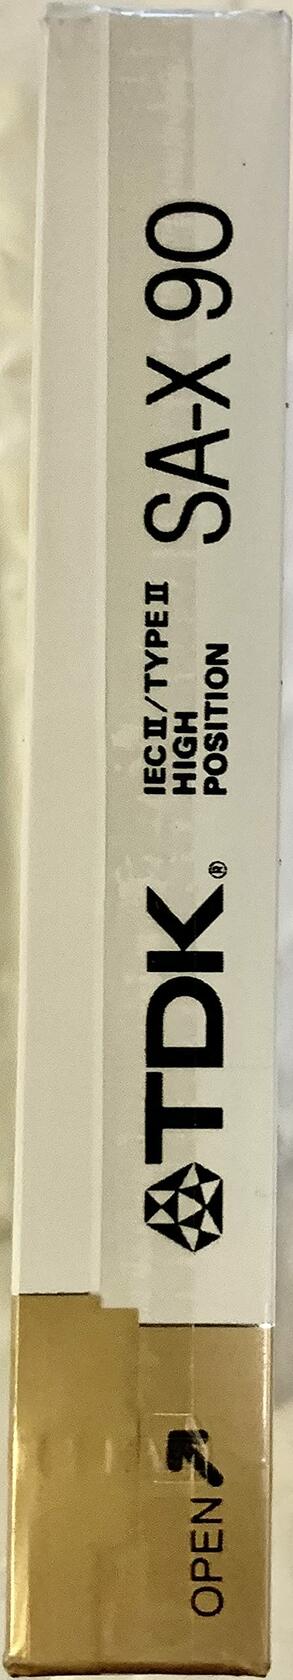 OPEN
TDK®
IEC II/TYPE II
HIGH
POSITION
SA-X 90